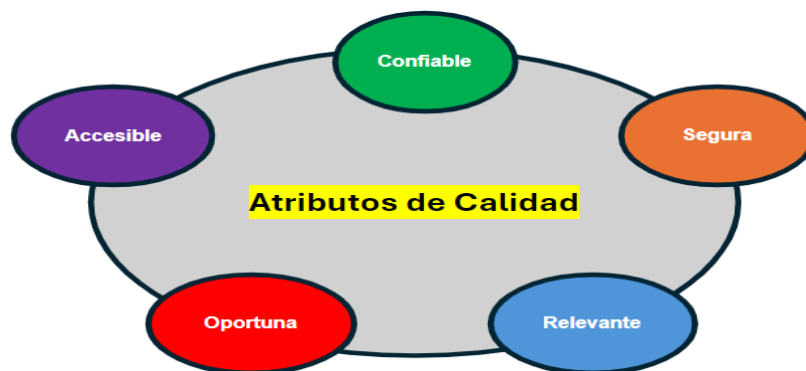 Confiable
Accesible
Segura
Atributos de Calidad
Oportuna
Relevante